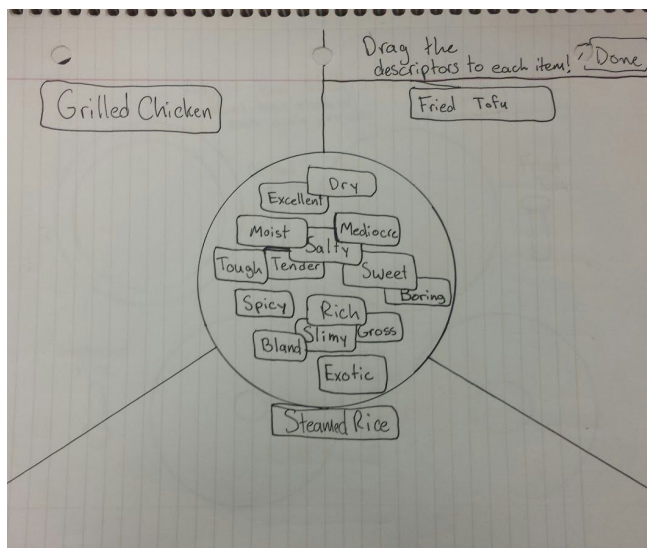 Drag the
descriptors to each item!
Done
Grilled Chicken
Fried Tofu
Dry
Excellent
Moist
Mediocre
Salty
Tough
Tender
Sweet
Boring
Spicy
Rich
Slimy
Gross
Bland
Exotic
Steamed Rice